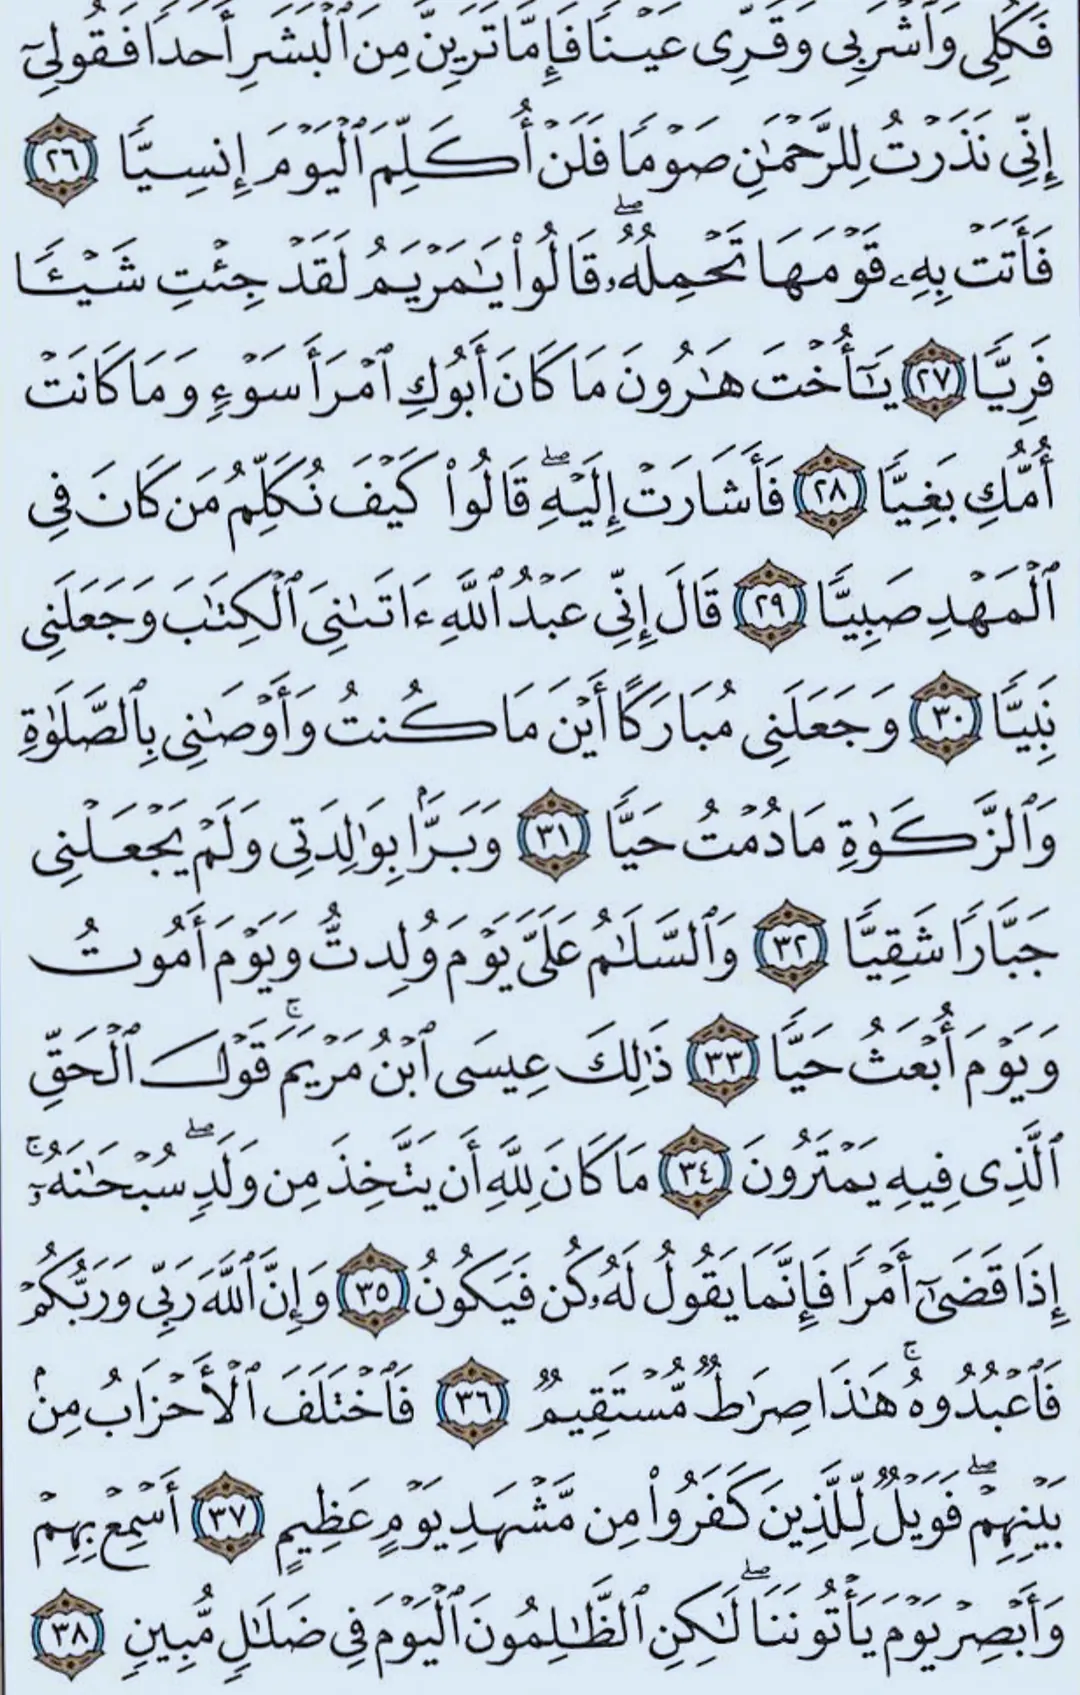 فَكُلِى وَٱشْرَبِى وَقَرِّى عَيْنًا فَإِمَّا تَرَيِنَّ مِنَ ٱلْبَشَرِ أَحَدًا فَقُولِىٓ
إِنِّى نَذَرْتُ لِلرَّحْمَٰنِ صَوْمًا فَلَنْ أُكَلِّمَ ٱلْيَوْمَ إِنسِيًّا ٢٦
فَأَتَتْ بِهِۦ قَوْمَهَا تَحْمِلُهُۥۖ قَالُوا۟ يَٰمَرْيَمُ لَقَدْ جِئْتِ شَيْـًٔا
فَرِيًّا ٢٧ يَٰٓأُخْتَ هَٰرُونَ مَا كَانَ أَبُوكِ ٱمْرَأَ سَوْءٍ وَمَا كَانَتْ
أُمُّكِ بَغِيًّا ٢٨ فَأَشَارَتْ إِلَيْهِۖ قَالُوا۟ كَيْفَ نُكَلِّمُ مَن كَانَ فِى
ٱلْمَهْدِ صَبِيًّا ٢٩ قَالَ إِنِّى عَبْدُ ٱللَّهِ ءَاتَىٰنِىَ ٱلْكِتَٰبَ وَجَعَلَنِى
نَبِيًّا ٣٠ وَجَعَلَنِى مُبَارَكًا أَيْنَ مَا كُنتُ وَأَوْصَٰنِى بِٱلصَّلَوٰةِ
وَٱلزَّكَوٰةِ مَا دُمْتُ حَيًّا ٣١ وَبَرًّۢا بِوَٰلِدَتِى وَلَمْ يَجْعَلْنِى
جَبَّارًا شَقِيًّا ٣٢ وَٱلسَّلَٰمُ عَلَىَّ يَوْمَ وُلِدتُّ وَيَوْمَ أَمُوتُ
وَيَوْمَ أُبْعَثُ حَيًّا ٣٣ ذَٰلِكَ عِيسَى ٱبْنُ مَرْيَمَۚ قَوْلَ ٱلْحَقِّ
ٱلَّذِى فِيهِ يَمْتَرُونَ ٣٤ مَا كَانَ لِلَّهِ أَن يَتَّخِذَ مِن وَلَدٍۖ سُبْحَٰنَهُۥٓۚ
إِذَا قَضَىٰٓ أَمْرًا فَإِنَّمَا يَقُولُ لَهُۥ كُن فَيَكُونُ ٣٥ وَإِنَّ ٱللَّهَ رَبِّى وَرَبُّكُمْ
فَٱعْبُدُوهُۚ هَٰذَا صِرَٰطٌ مُّسْتَقِيمٌ ٣٦ فَٱخْتَلَفَ ٱلْأَحْزَابُ مِنۢ
بَيْنِهِمْۖ فَوَيْلٌ لِّلَّذِينَ كَفَرُوا۟ مِن مَّشْهَدِ يَوْمٍ عَظِيمٍ ٣٧ أَسْمِعْ بِهِمْ
وَأَبْصِرْ يَوْمَ يَأْتُونَنَاۖ لَٰكِنِ ٱلظَّٰلِمُونَ ٱلْيَوْمَ فِى ضَلَٰلٍ مُّبِينٍ ٣٨